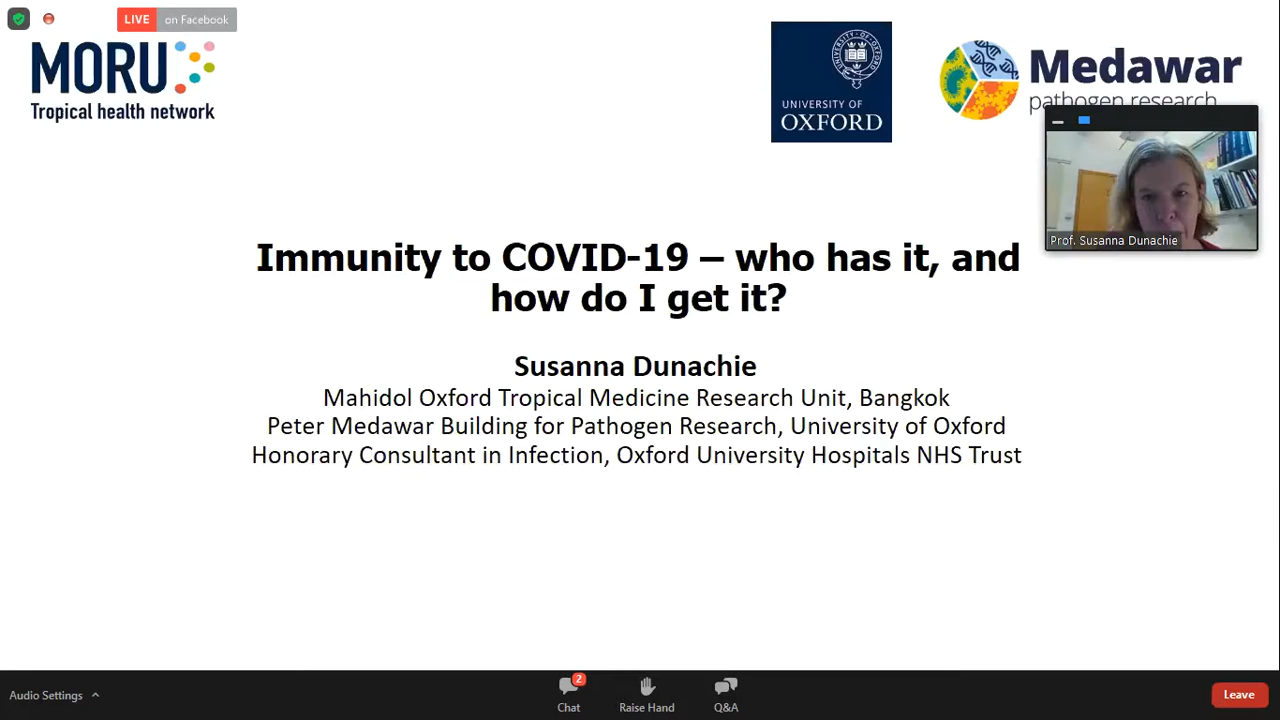 LIVE on Facebook
MORU
Tropical health network
UNIVERSITY OF
OXFORD
Medawar
pathogen research
Prof. Susanna Dunachie
Immunity to COVID-19 – who has it, and
how do I get it?
Susanna Dunachie
Mahidol Oxford Tropical Medicine Research Unit, Bangkok
Peter Medawar Building for Pathogen Research, University of Oxford
Honorary Consultant in Infection, Oxford University Hospitals NHS Trust
Audio Settings
2
Chat
Raise Hand
Q&A
Leave